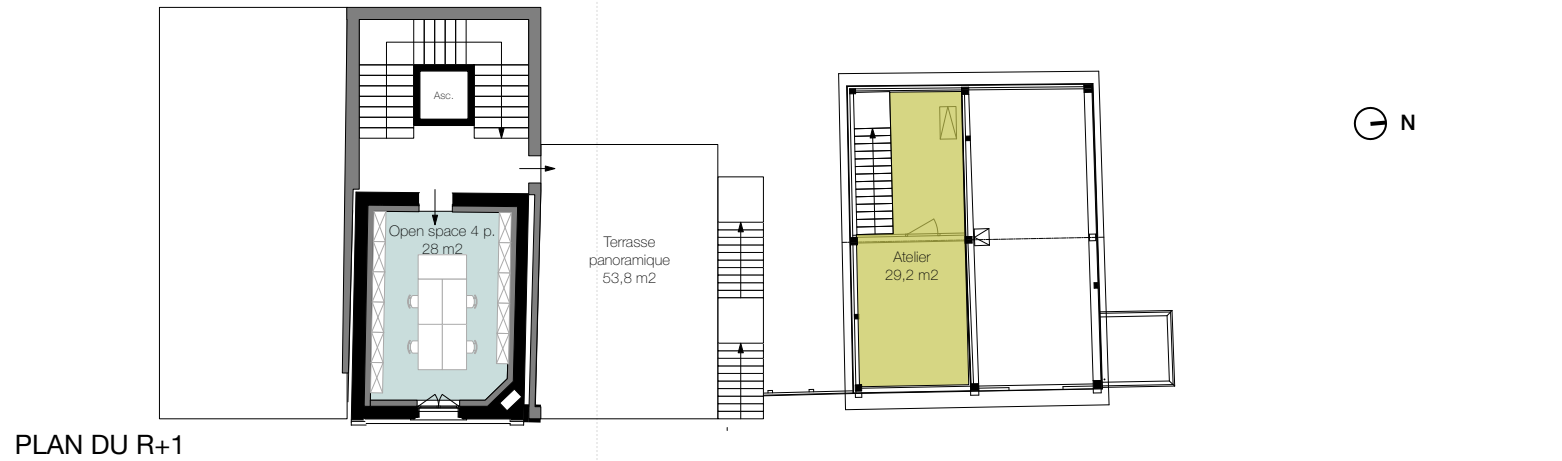 Asc.
N
Open space 4 p.
28 m2
Terrasse
panoramique
53,8 m2
Atelier
29,2 m2
PLAN DU R+1